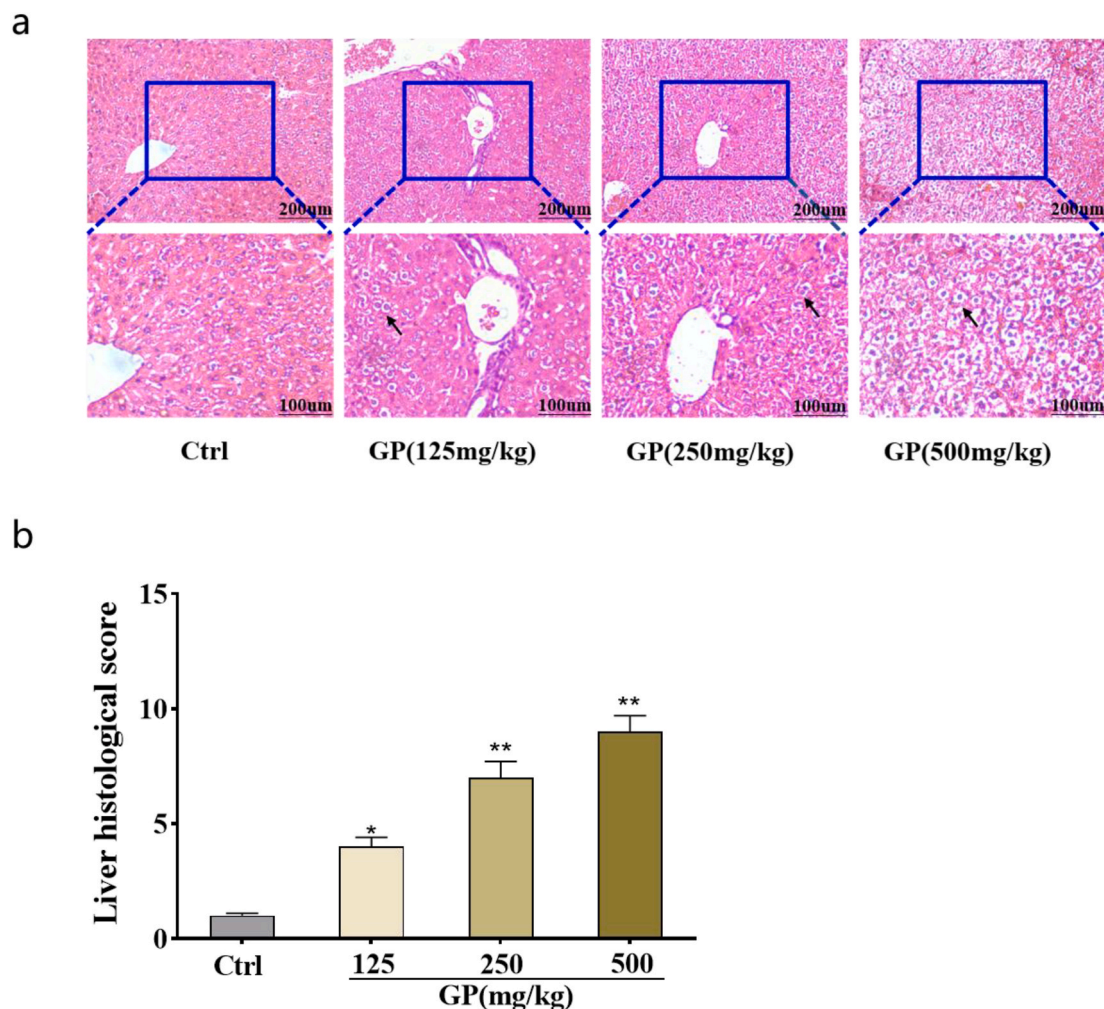 a
200um 200um 200um 200um
100um 100um 100um 100um
Ctrl GP(125mg/kg) GP(250mg/kg) GP(500mg/kg)
b
Liver histological score
15
10
5
0
* ** **
Ctrl 125 250 500
GP(mg/kg)